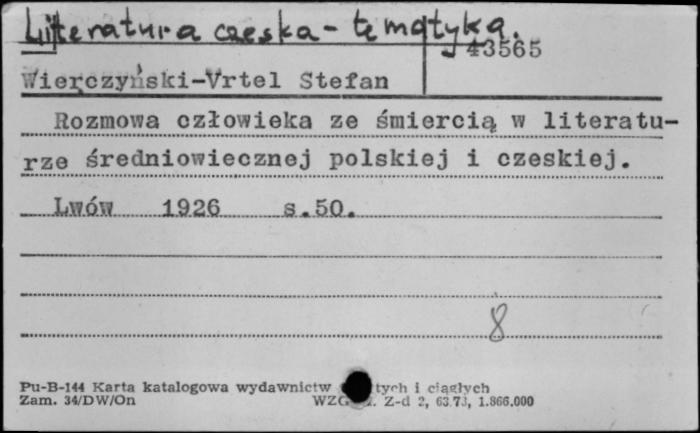 Literatura czeska - tematyka.
43565
Wierczyński-Vrtel Stefan
Rozmowa człowieka ze śmiercią w literatu-
rze średniowiecznej polskiej i czeskiej.
Lwów 1926 s.50.
8
Pu-B-144 Karta katalogowa wydawnictw i ciągłych
Zam. 34/DW/On Z-d 2, 63.73, 1.866.000